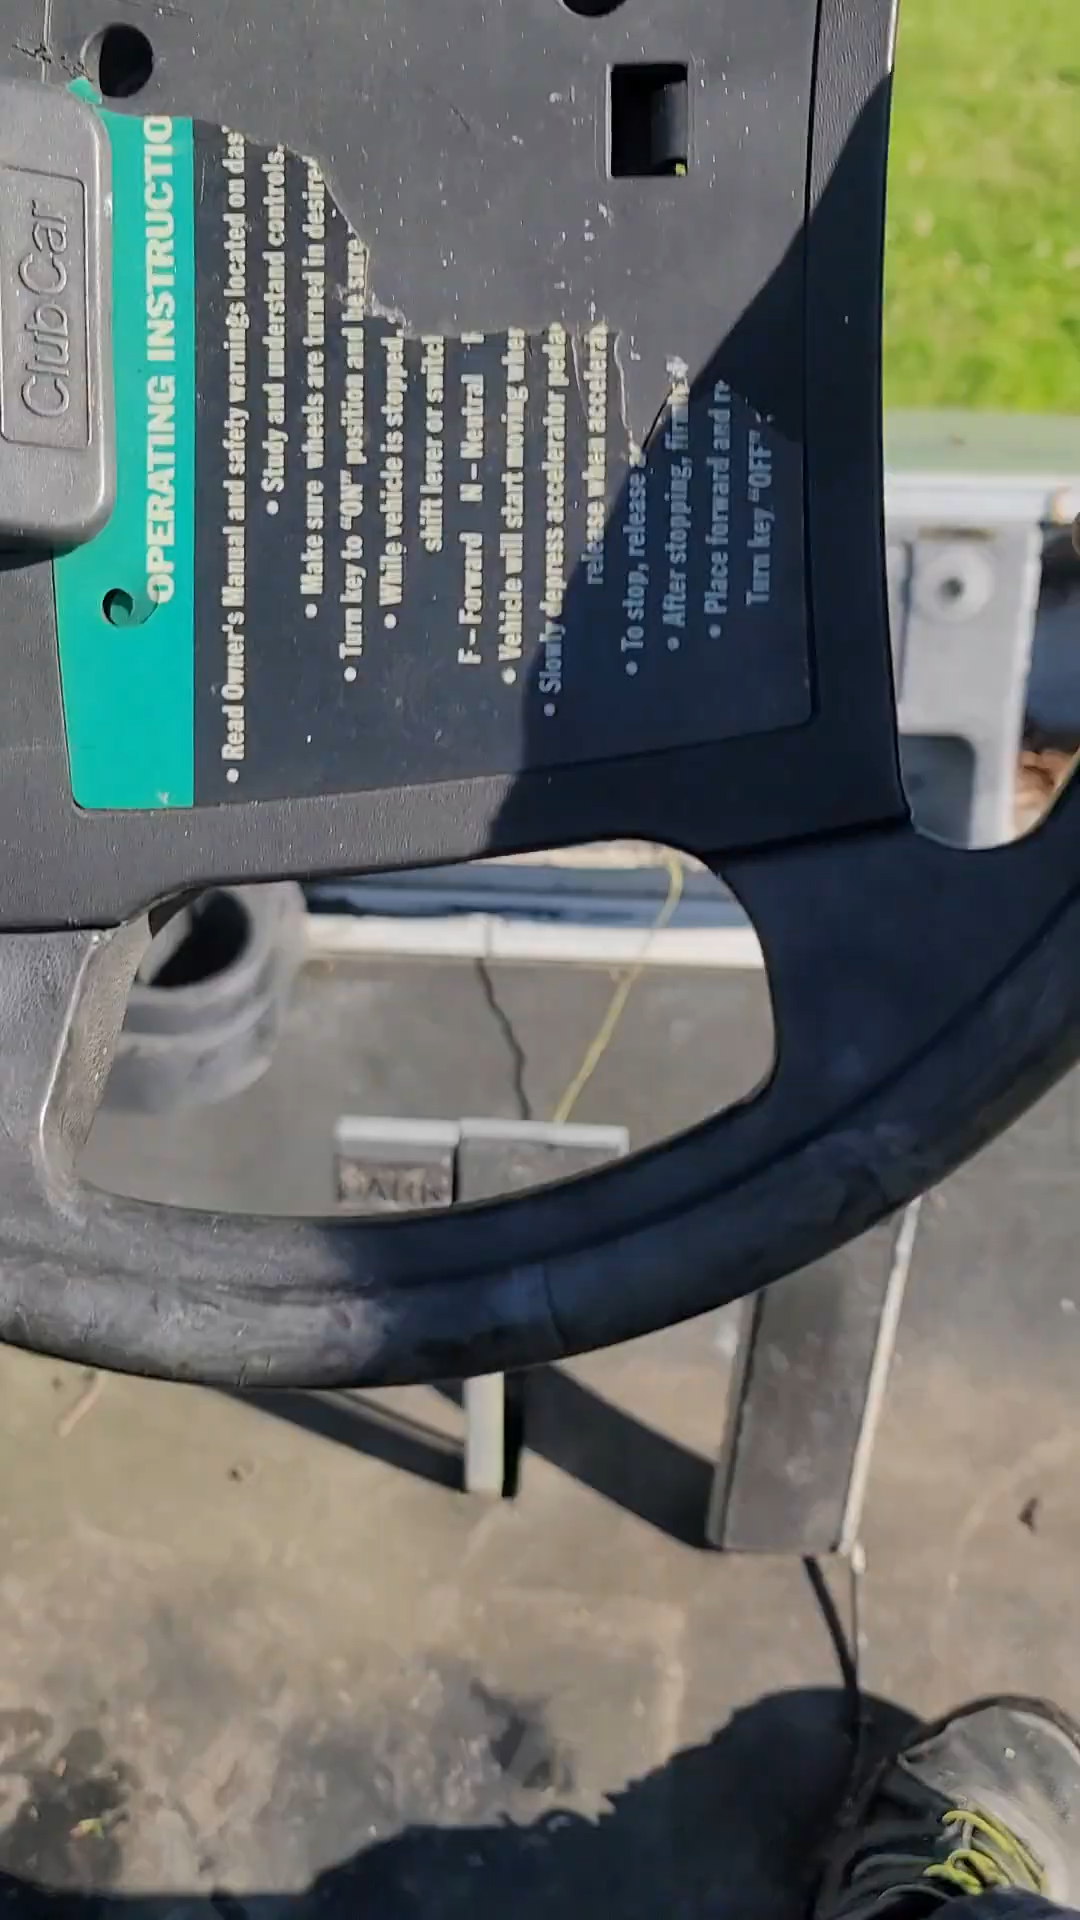 ClubCar
OPERATING INSTRUCTIO
• Read Owner's Manual and safety warnings located on das
• Study and understand controls.
• Make sure wheels are turned in desire
• Turn key to "ON" position and be sure
• While vehicle is stopped,
shift lever or switc
F – Forward N – Neutral
• Vehicle will start moving whe
• Slowly depress accelerator peda
release when accelera
• To stop, release
• After stopping, firm
• Place forward and r
Turn key "OFF"
PARK